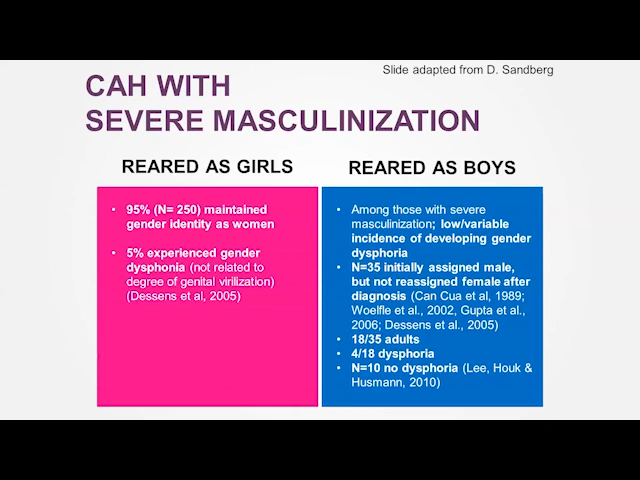 Slide adapted from D. Sandberg
CAH WITH
SEVERE MASCULINIZATION
REARED AS GIRLS
• 95% (N= 250) maintained
gender identity as women
• 5% experienced gender
dysphonia (not related to
degree of genital virilization)
(Dessens et al, 2005)
REARED AS BOYS
• Among those with severe
masculinization; low/variable
incidence of developing gender
dysphoria
• N=35 initially assigned male,
but not reassigned female after
diagnosis (Can Cua et al, 1989;
Woelfle et al., 2002, Gupta et al.,
2006; Dessens et al., 2005)
• 18/35 adults
• 4/18 dysphoria
• N=10 no dysphoria (Lee, Houk &
Husmann, 2010)